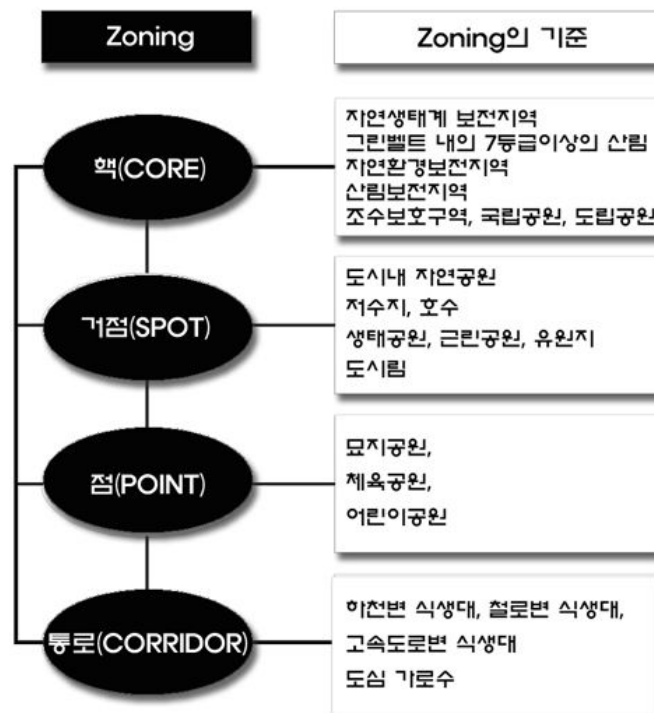 Zoning
Zoning의 기준
핵(CORE)
자연생태계 보전지역
그린벨트 내의 7등급이상의 산림
자연환경보전지역
산림보전지역
조수보호구역, 국립공원, 도립공원
거점(SPOT)
도시내 자연공원
저수지, 호수
생태공원, 근린공원, 유원지
도시림
점(POINT)
묘지공원,
체육공원,
어린이공원
통로(CORRIDOR)
하천변 식생대, 철로변 식생대,
고속도로변 식생대
도심 가로수